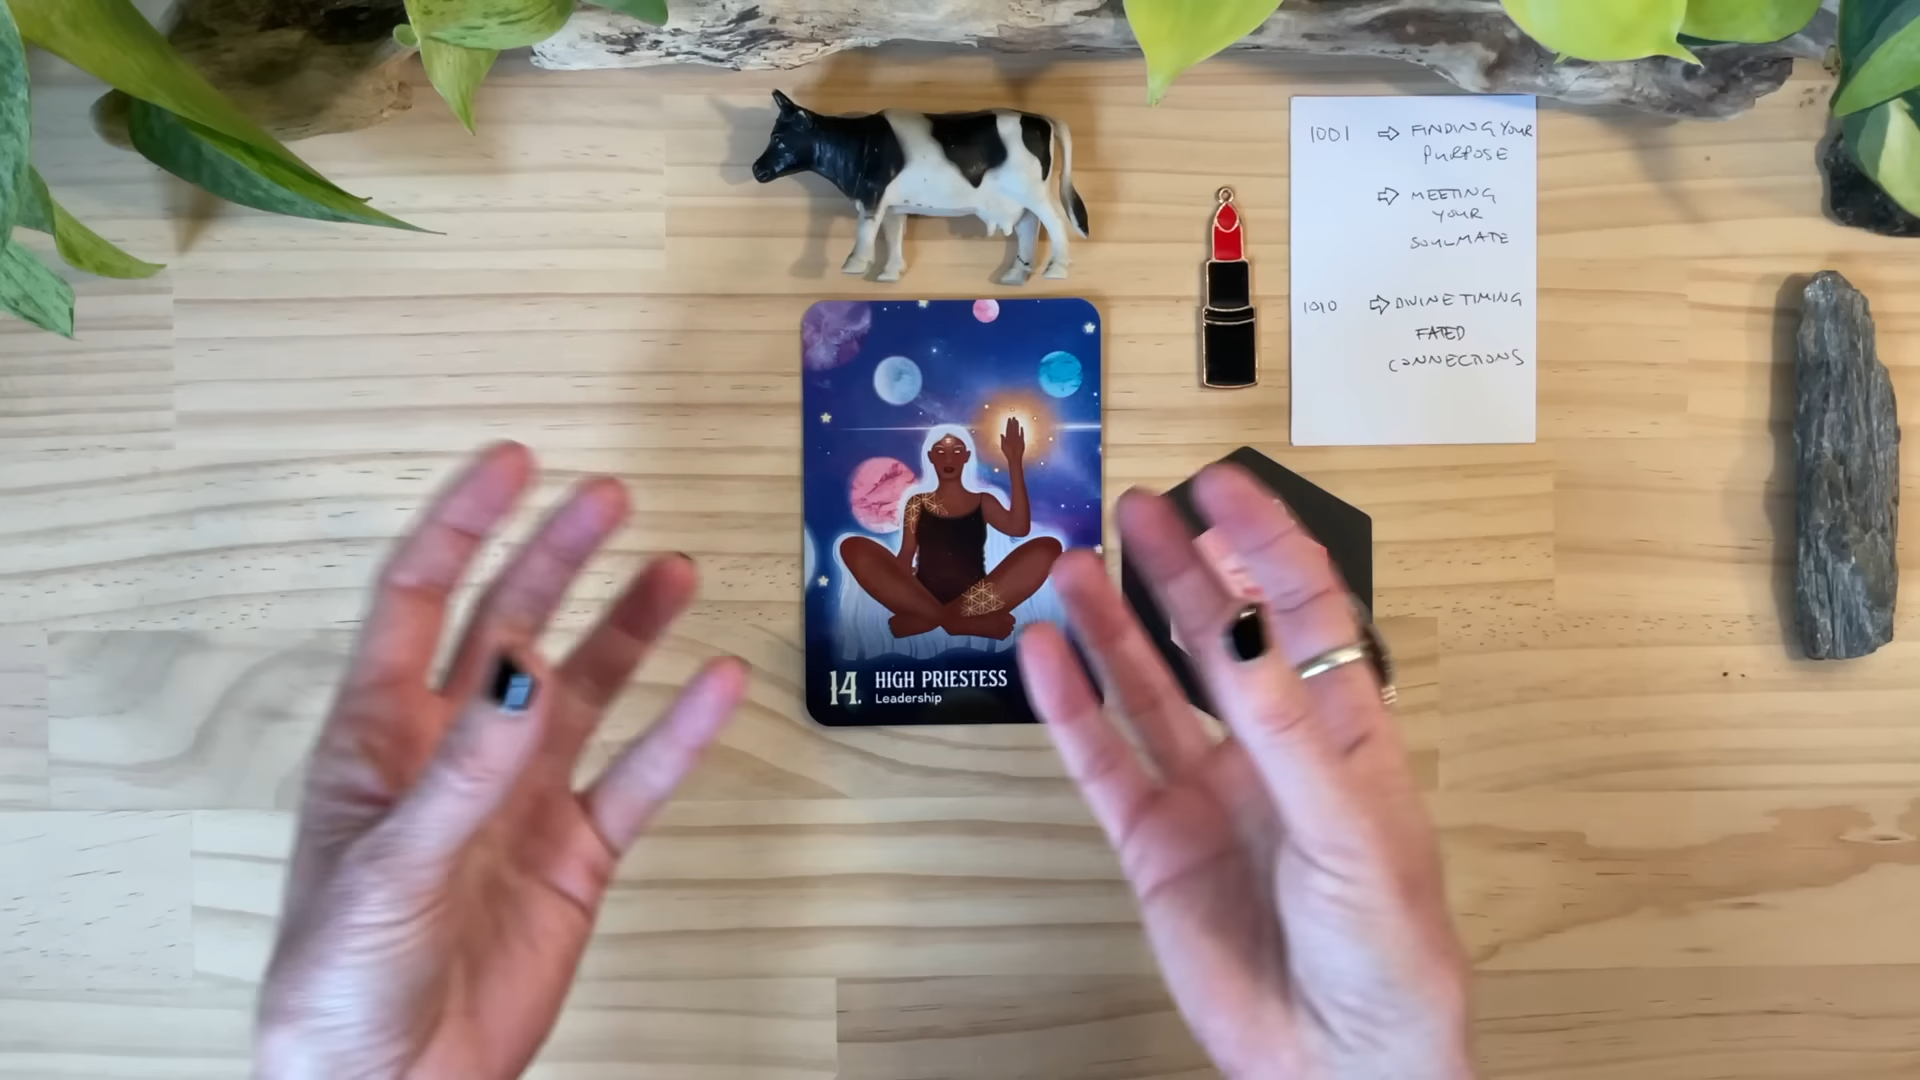 1001 ⇨ FINDING YOUR
PURPOSE
⇨ MEETING
YOUR
SOULMATE
1010 ⇨ DIVINE TIMING
FATED
CONNECTIONS
14. HIGH PRIESTESS
Leadership